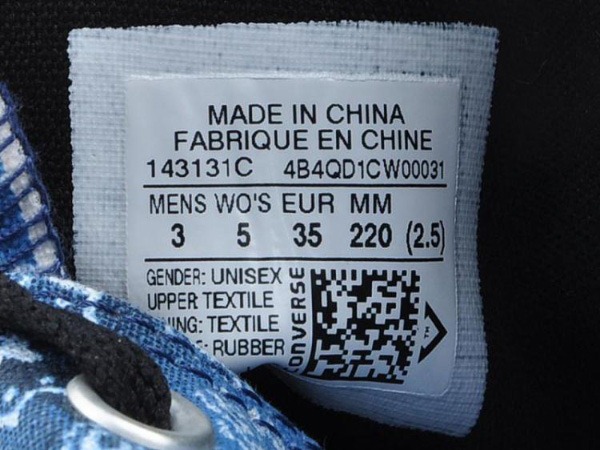 MADE IN CHINA
FABRIQUE EN CHINE
143131C 4B4QD1CW00031
MENS WO'S EUR MM
3 5 35 220 (2.5)
GENDER: UNISEX
UPPER TEXTILE
TEXTILE
RUBBER
CONVERSE
TM